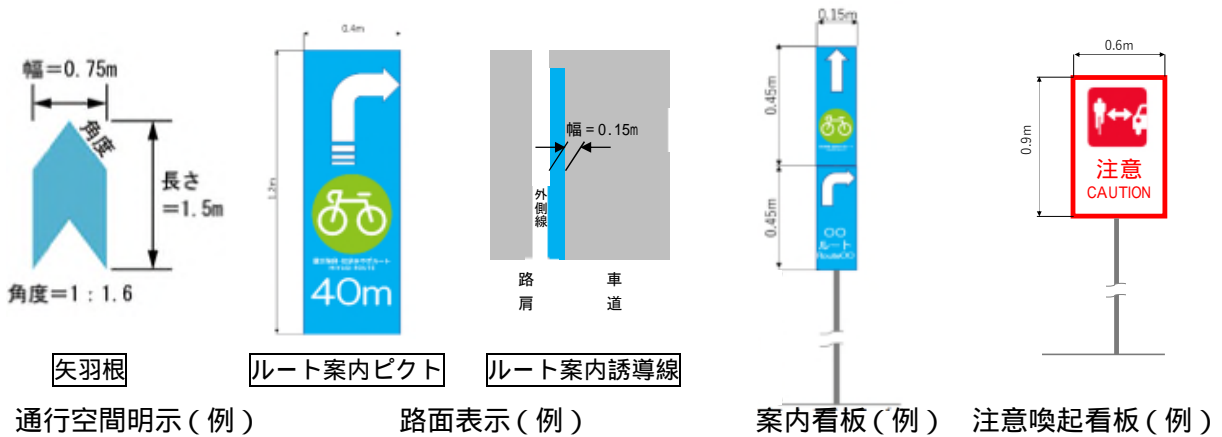 幅=0.75m
角度
長さ
=1.5m
角度=1：1.6
矢羽根
0.4m
1.2m
40m
ルート案内ピクト
幅=0.15m
外側線
路肩
車道
ルート案内誘導線
0.15m
0.45m
0.45m
○○
ルート
Route○○
0.6m
0.9m
注意
CAUTION
通行空間明示（例）
路面表示（例）
案内看板（例）
注意喚起看板（例）